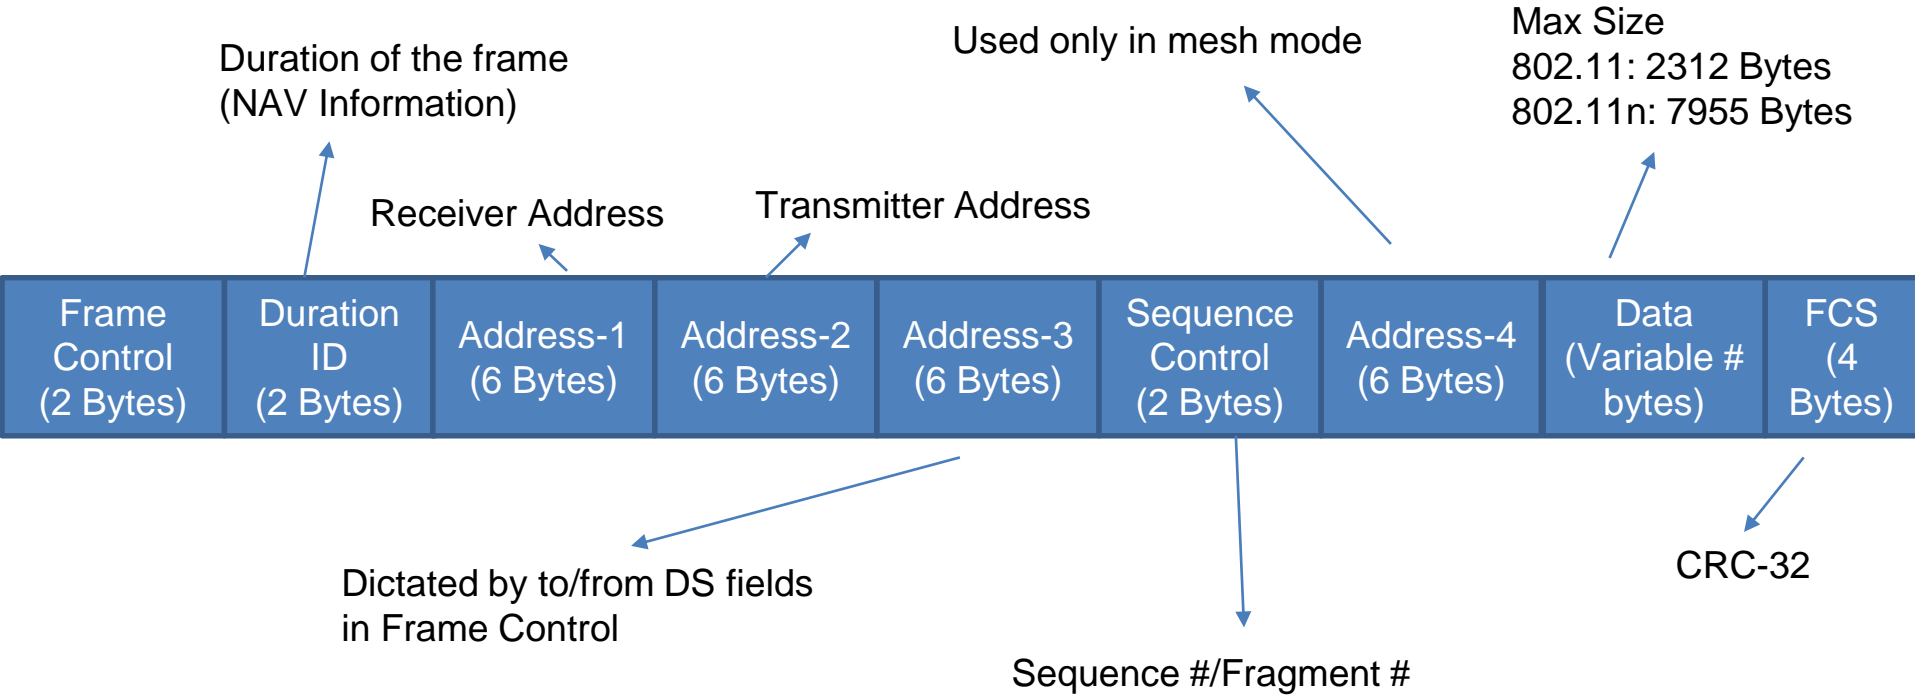 Duration of the frame
(NAV Information)
Used only in mesh mode
Max Size
802.11: 2312 Bytes
802.11n: 7955 Bytes
Receiver Address
Transmitter Address
Frame
Control
(2 Bytes)
Duration
ID
(2 Bytes)
Address-1
(6 Bytes)
Address-2
(6 Bytes)
Address-3
(6 Bytes)
Sequence
Control
(2 Bytes)
Address-4
(6 Bytes)
Data
(Variable #
bytes)
FCS
(4
Bytes)
Dictated by to/from DS fields
in Frame Control
Sequence #/Fragment #
CRC-32